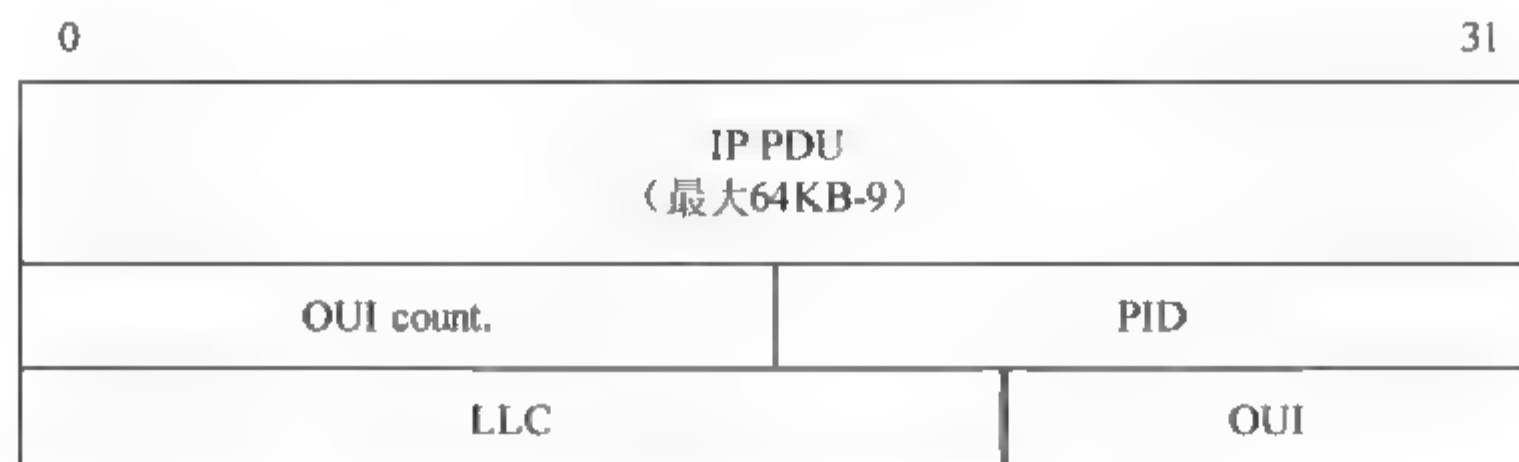 0 31
IP PDU
（最大64KB-9）
OUI count. PID
LLC OUI